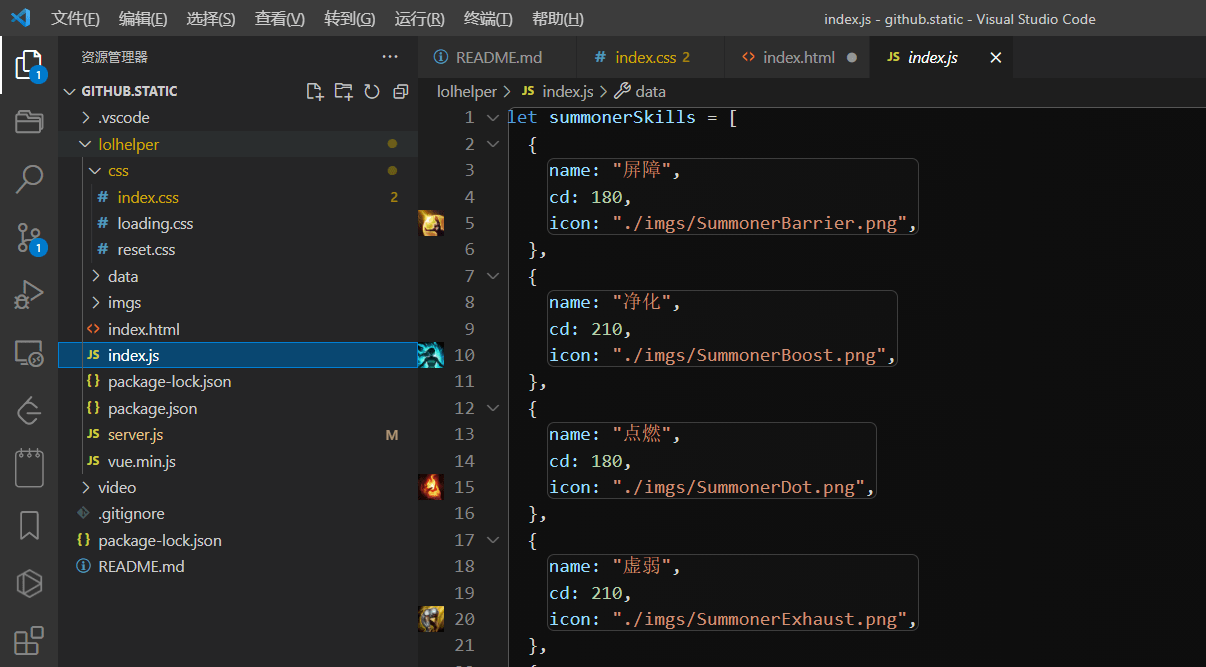 文件(F) 编辑(E) 选择(S) 查看(V) 转到(G) 运行(R) 终端(T) 帮助(H) index.js - github.static - Visual Studio Code
资源管理器 ···
README.md # index.css 2 <> index.html JS index.js
GITHUB.STATIC
lolhelper > JS index.js > data
.vscode
lolhelper
css
# index.css 2
# loading.css
# reset.css
data
imgs
<> index.html
JS index.js
{} package-lock.json
{} package.json
JS server.js M
JS vue.min.js
video
.gitignore
{} package-lock.json
README.md
1
1
1 let summonerSkills = [
2 {
3 name: "屏障",
4 cd: 180,
5 icon: "./imgs/SummonerBarrier.png",
6 },
7 {
8 name: "净化",
9 cd: 210,
10 icon: "./imgs/SummonerBoost.png",
11 },
12 {
13 name: "点燃",
14 cd: 180,
15 icon: "./imgs/SummonerDot.png",
16 },
17 {
18 name: "虚弱",
19 cd: 210,
20 icon: "./imgs/SummonerExhaust.png",
21 },